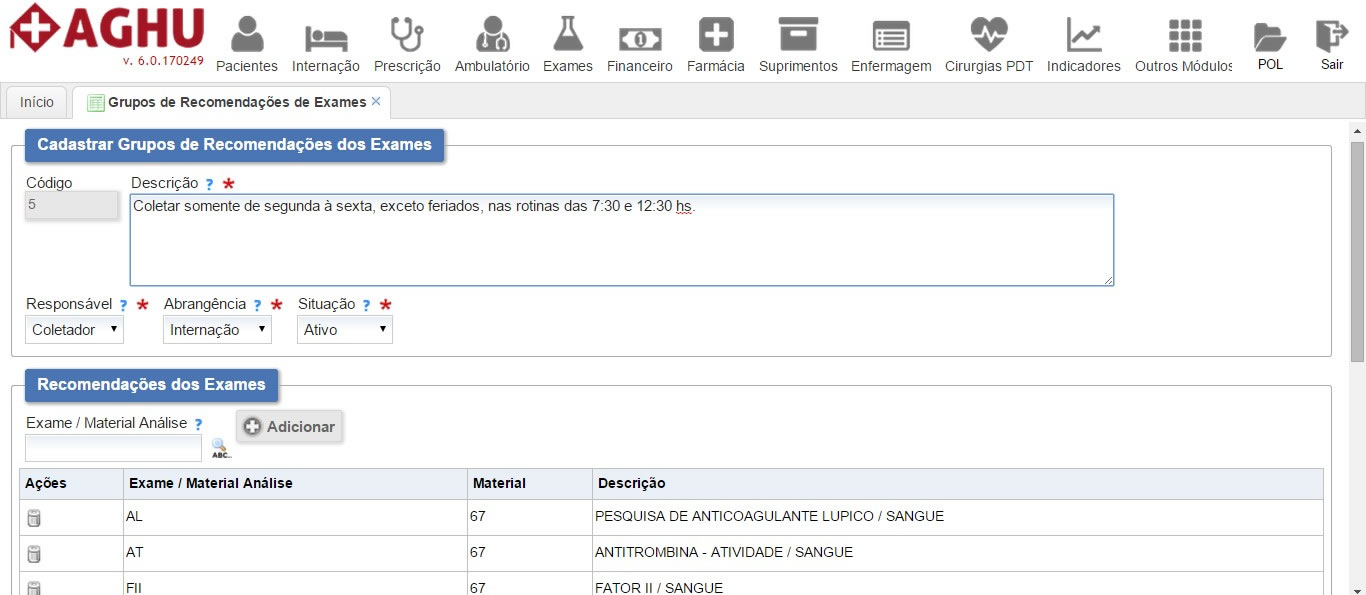 AGHU
v. 6.0.170249
Pacientes Internação Prescrição Ambulatório Exames Financeiro Farmácia Suprimentos Enfermagem Cirurgias PDT Indicadores Outros Módulos POL Sair
Início Grupos de Recomendações de Exames ×
Cadastrar Grupos de Recomendações dos Exames
Código Descrição ? *
5
Coletar somente de segunda à sexta, exceto feriados, nas rotinas das 7:30 e 12:30 hs.
Responsável ? * Abrangência ? * Situação ? *
Coletador Internação Ativo
Recomendações dos Exames
Exame / Material Análise ?
Adicionar
ABC..
Ações Exame / Material Análise Material Descrição
AL 67 PESQUISA DE ANTICOAGULANTE LUPICO / SANGUE
AT 67 ANTITROMBINA - ATIVIDADE / SANGUE
FII 67 FATOR II / SANGUE